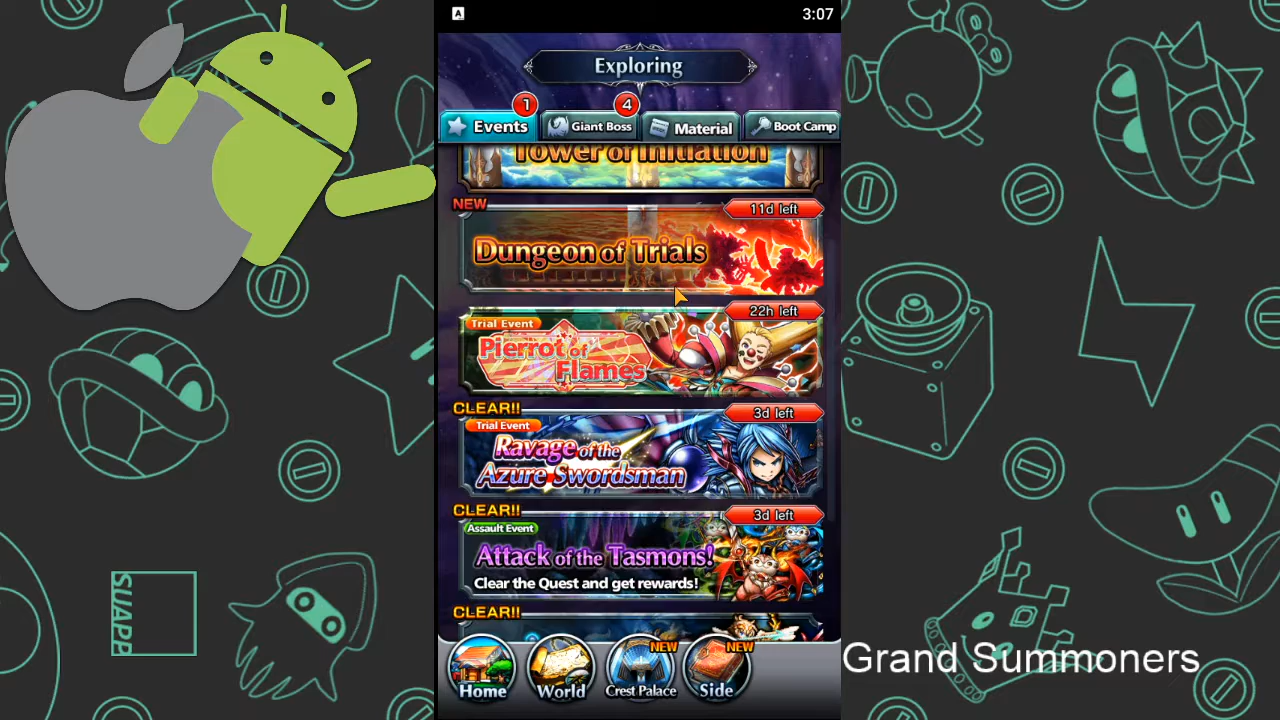 A
3:07
Exploring
1
4
Events
Giant Boss
Material
Boot Camp
Tower of Initiation
NEW
11d left
Dungeon of Trials
22h left
Trial Event
Pierrot of
Flames
CLEAR!!
3d left
Trial Event
Ravage of the
Azure Swordsman
CLEAR!!
3d left
Assault Event
Attack of the Tasmons!
Clear the Quest and get rewards!
CLEAR!!
NEW
NEW
Home
World
Crest Palace
Side
Grand Summoners